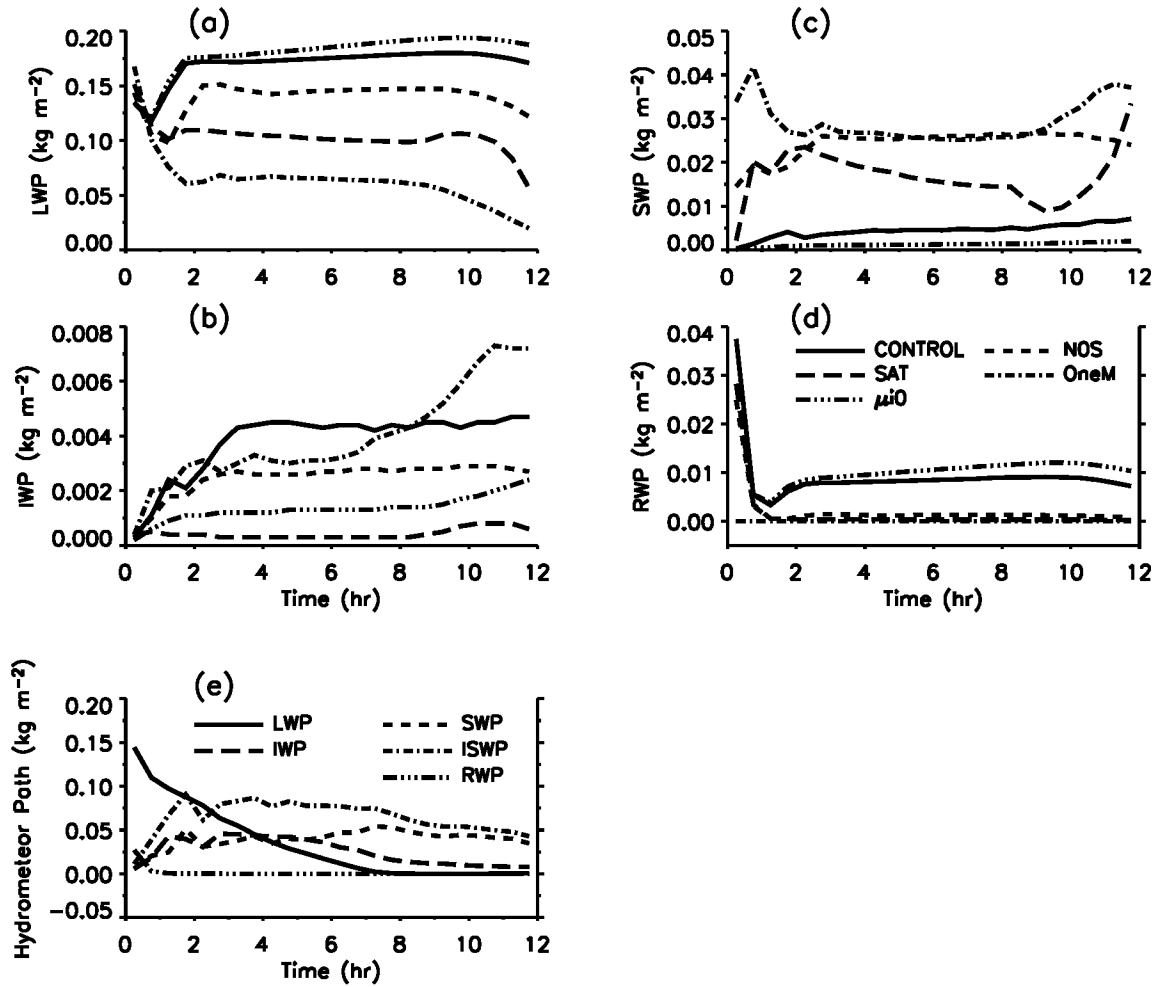 (a)
LWP (kg m−2)
0.20
0.15
0.10
0.05
0.00
0 2 4 6 8 10 12
(c)
SWP (kg m−2)
0.05
0.04
0.03
0.02
0.01
0.00
0 2 4 6 8 10 12
(b)
IWP (kg m−2)
0.008
0.006
0.004
0.002
0.000
0 2 4 6 8 10 12
Time (hr)
(d)
RWP (kg m−2)
0.04
0.03
0.02
0.01
0.00
CONTROL
SAT
μi0
NOS
OneM
0 2 4 6 8 10 12
Time (hr)
(e)
Hydrometeor Path (kg m−2)
0.20
0.15
0.10
0.05
0.00
−0.05
LWP
IWP
SWP
ISWP
RWP
0 2 4 6 8 10 12
Time (hr)